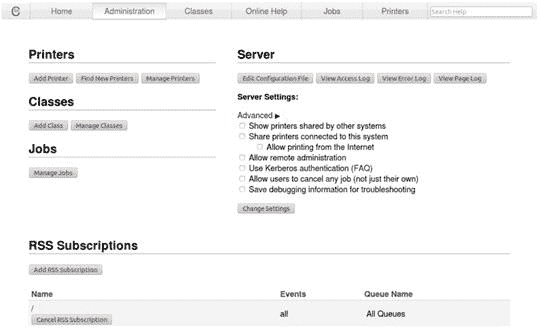 Home Administration Classes Online Help Jobs Printers Search Help
Printers
Add Printer Find New Printers Manage Printers
Classes
Add Class Manage Classes
Jobs
Manage Jobs
Server
Edit Configuration File View Access Log View Error Log View Page Log
Server Settings:
Advanced ▶
Show printers shared by other systems
Share printers connected to this system
Allow printing from the Internet
Allow remote administration
Use Kerberos authentication (FAQ)
Allow users to cancel any job (not just their own)
Save debugging information for troubleshooting
Change Settings
RSS Subscriptions
Add RSS Subscription
Name Events Queue Name
/
Cancel RSS Subscription all All Queues